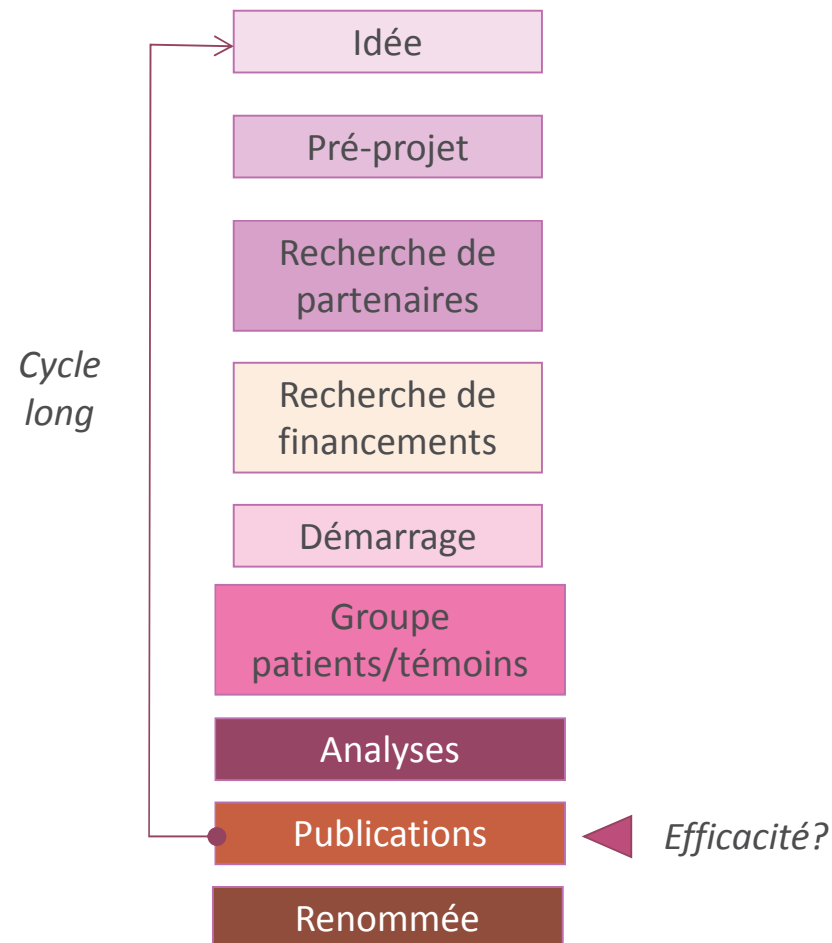 Idée
Pré-projet
Recherche de
partenaires
Cycle
long
Recherche de
financements
Démarrage
Groupe
patients/témoins
Analyses
Publications
Efficacité?
Renommée